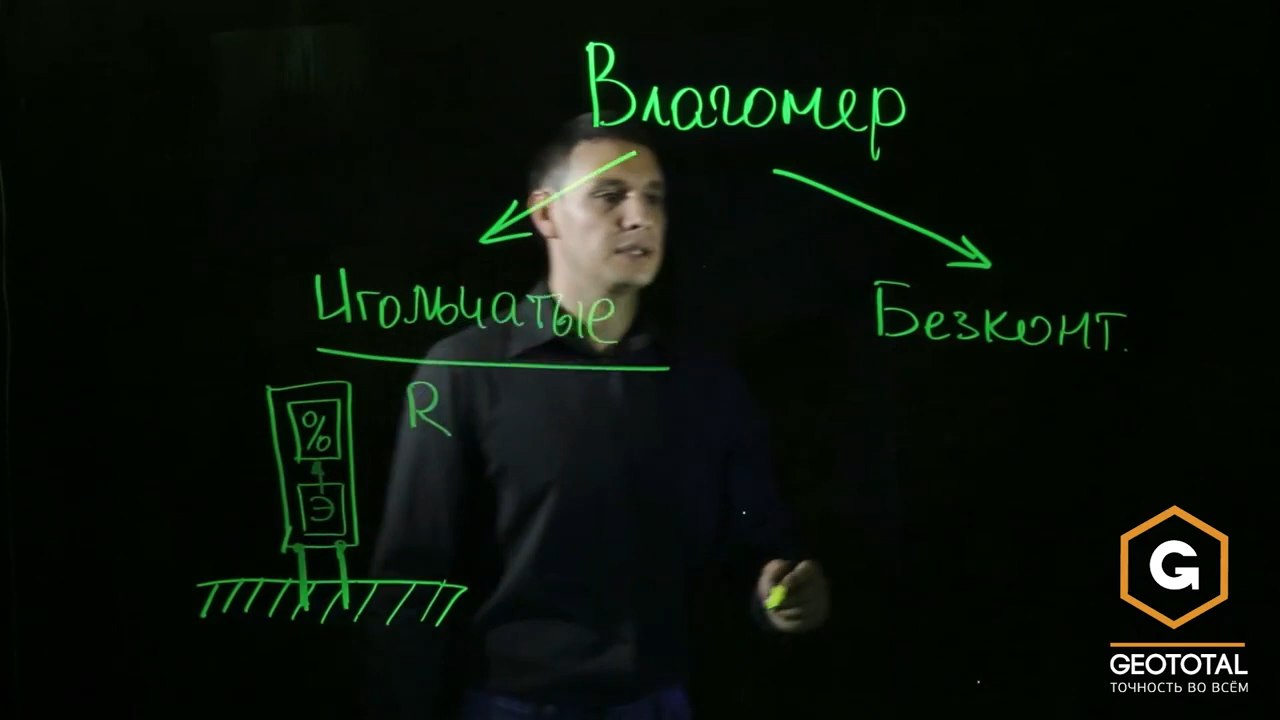 Влагомер
Игольчатые
Безконт.
R
%
Э
G
GEOTOTAL
ТОЧНОСТЬ ВО ВСЁМ